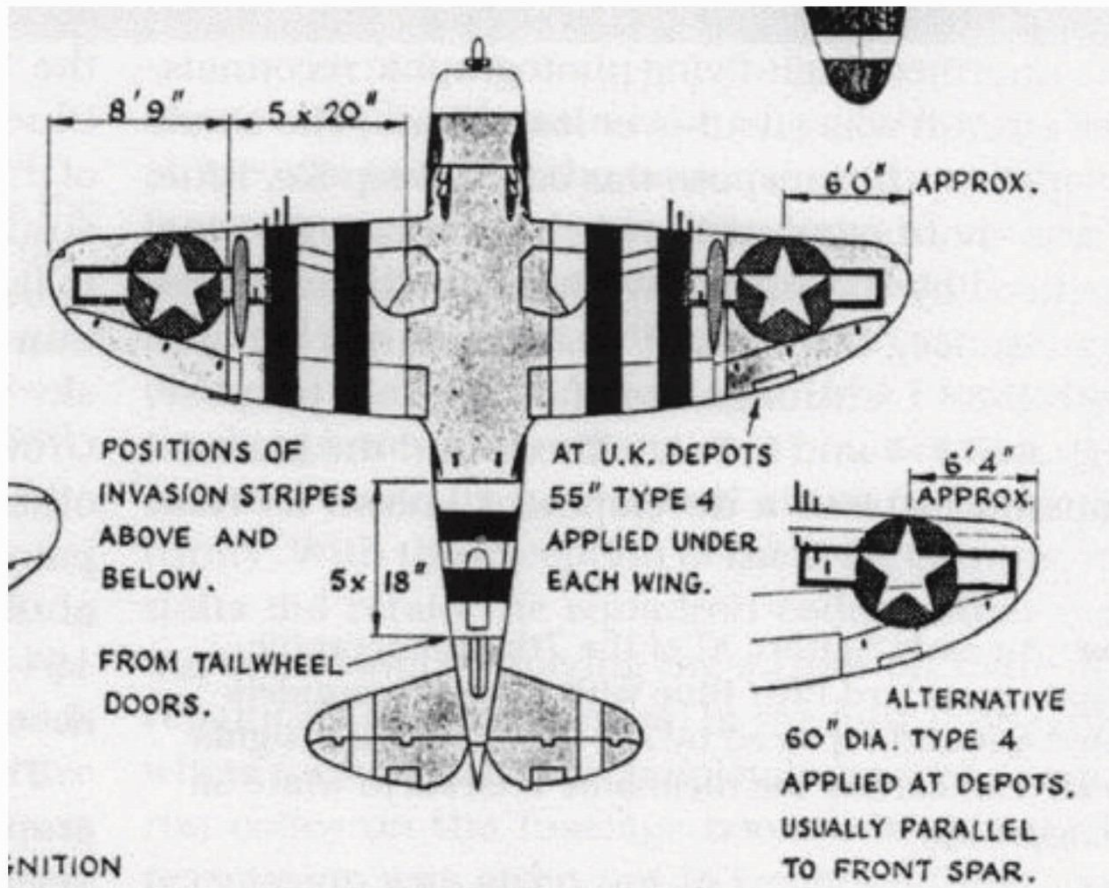 8'9" 5 x 20"
6'0" APPROX.
POSITIONS OF
INVASION STRIPES
ABOVE AND
BELOW.
5 x 18"
FROM TAILWHEEL
DOORS.
AT U.K. DEPOTS
55" TYPE 4
APPLIED UNDER
EACH WING.
6'4"
APPROX.
ALTERNATIVE
60" DIA. TYPE 4
APPLIED AT DEPOTS.
USUALLY PARALLEL
TO FRONT SPAR.
GNITION